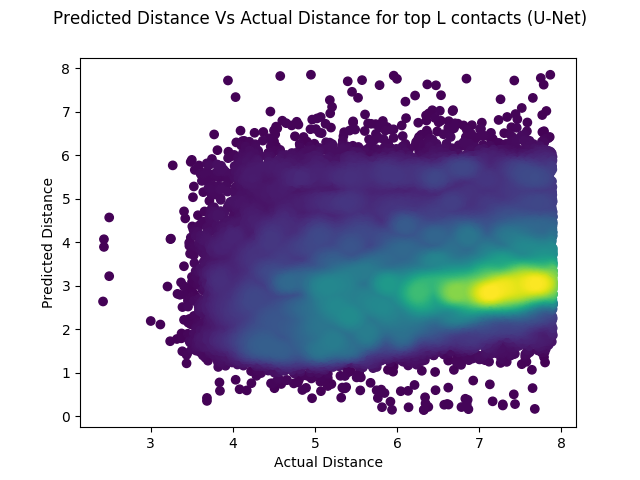 Predicted Distance Vs Actual Distance for top L contacts (U-Net)
8
7
6
5
4
3
2
1
0
Predicted Distance
3 4 5 6 7 8
Actual Distance